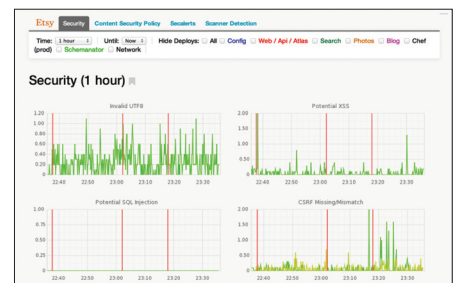 Etsy Security Content Security Policy Secalerts Scanner Detection
Time: 1 hour Until: Now Hide Deploys: All Config Web / Api / Atlas Search Photos Blog Chef
(prod) Schemanator Network
Security (1 hour)
Invalid UTF8
1.20
1.00
0.80
0.60
0.40
0.20
0
22:40 22:50 23:00 23:10 23:20 23:30
Potential XSS
2.00
1.50
1.00
0.50
0
22:40 22:50 23:00 23:10 23:20 23:30
Potential SQL Injection
1.00
0.75
0.50
0.25
0
22:40 22:50 23:00 23:10 23:20 23:30
CSRF Missing/Mismatch
2.00
1.50
1.00
0.50
0
22:40 22:50 23:00 23:10 23:20 23:30